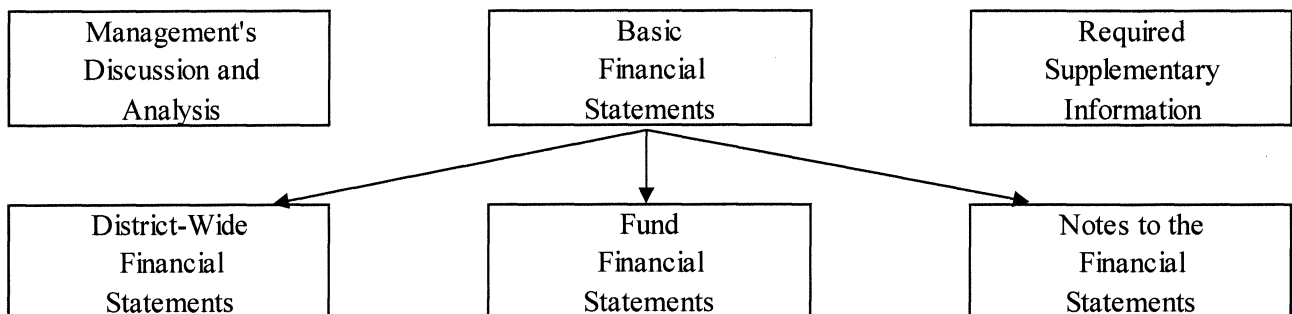 Management's
Discussion and
Analysis
Basic
Financial
Statements
Required
Supplementary
Information
District-Wide
Financial
Statements
Fund
Financial
Statements
Notes to the
Financial
Statements